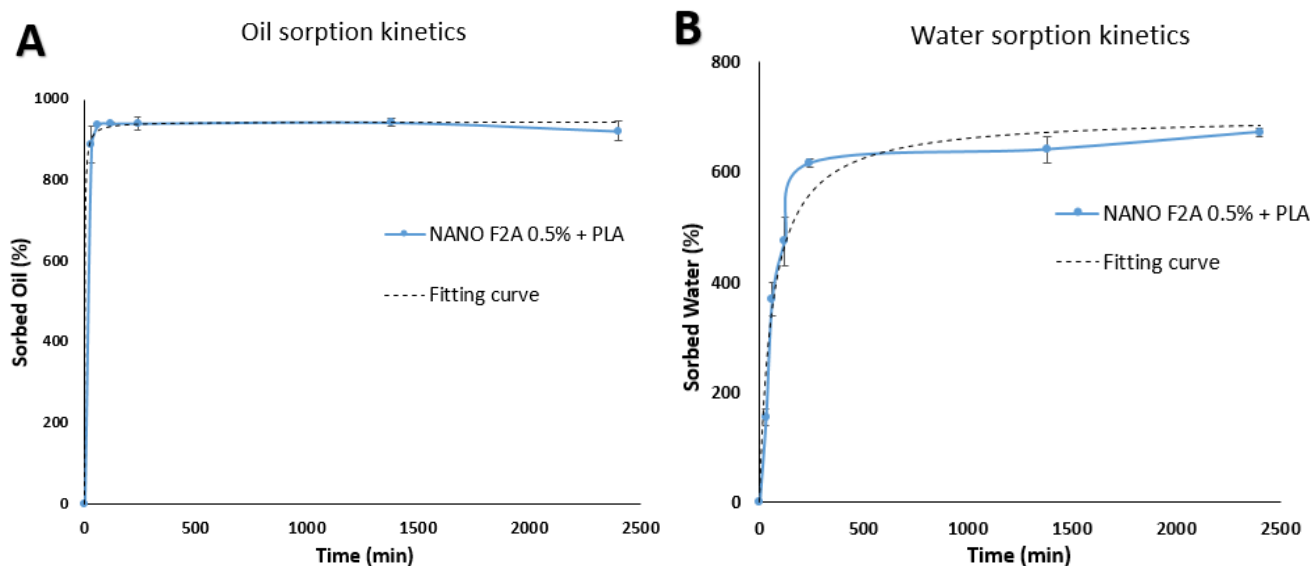 A
Oil sorption kinetics
Sorbed Oil (%)
1000
800
600
400
200
0
NANO F2A 0.5% + PLA
Fitting curve
0 500 1000 1500 2000 2500
Time (min)
B
Water sorption kinetics
Sorbed Water (%)
800
600
400
200
0
NANO F2A 0.5% + PLA
Fitting curve
0 500 1000 1500 2000 2500
Time (min)